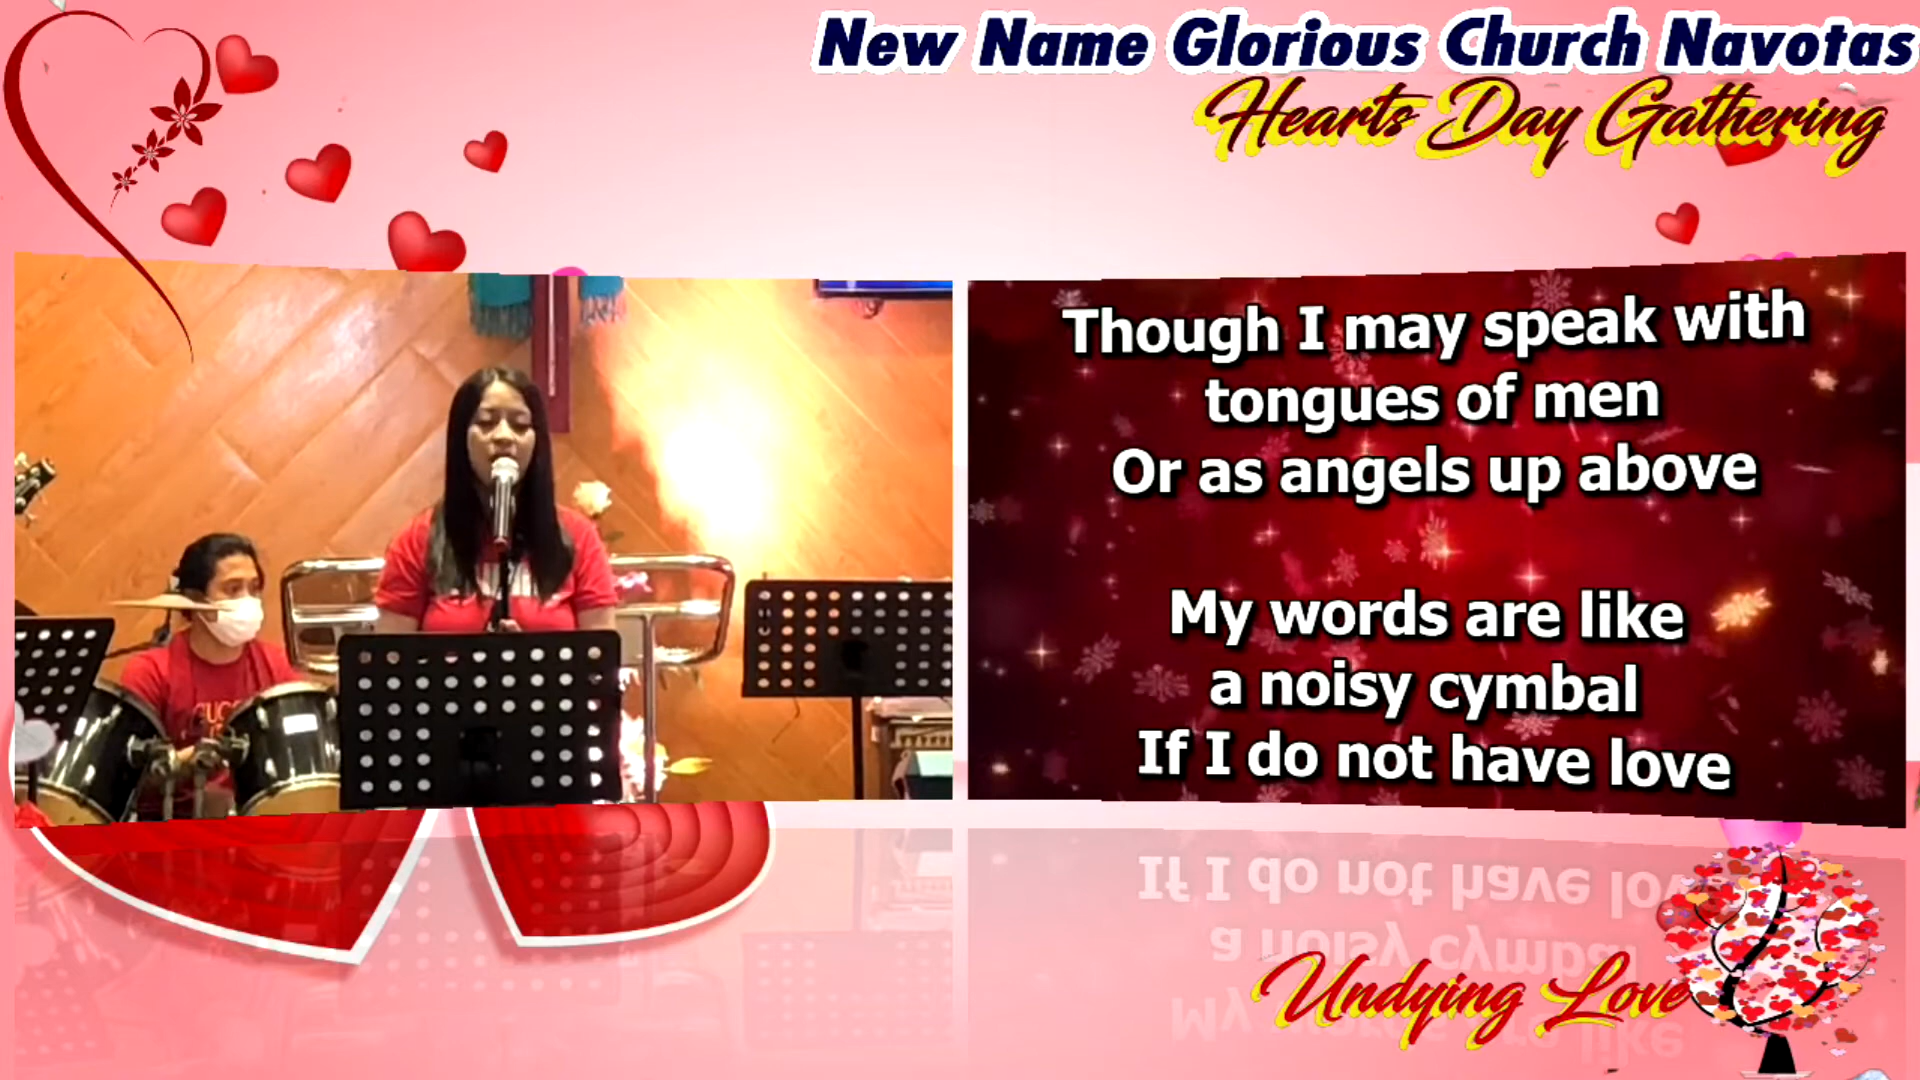 New Name Glorious Church Navotas
Hearts Day Gathering
Though I may speak with
tongues of men
Or as angels up above
My words are like
a noisy cymbal
If I do not have love
Undying Love